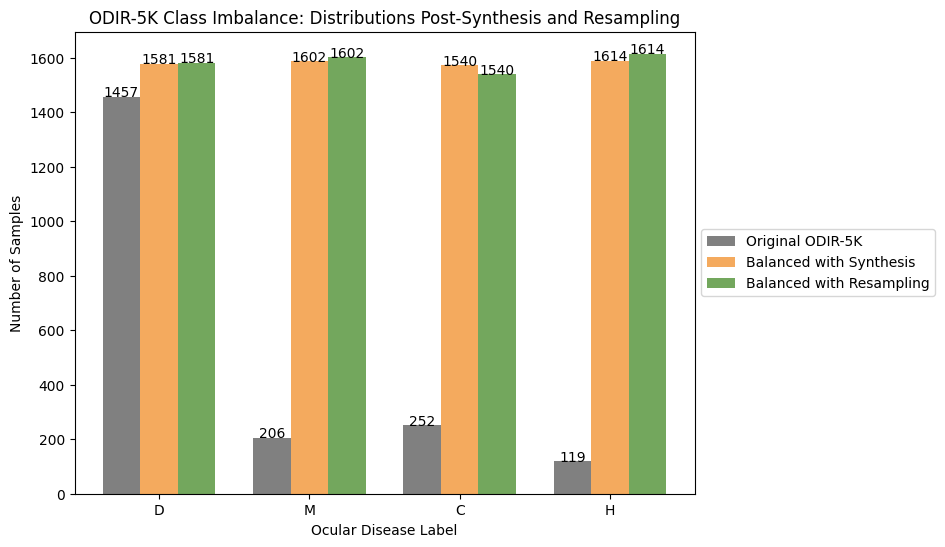 ODIR-5K Class Imbalance: Distributions Post-Synthesis and Resampling
Number of Samples
1600
1400
1200
1000
800
600
400
200
0
1457
1581
1581
206
1602
1602
252
1540
1540
119
1614
1614
D
M
C
H
Ocular Disease Label
Original ODIR-5K
Balanced with Synthesis
Balanced with Resampling